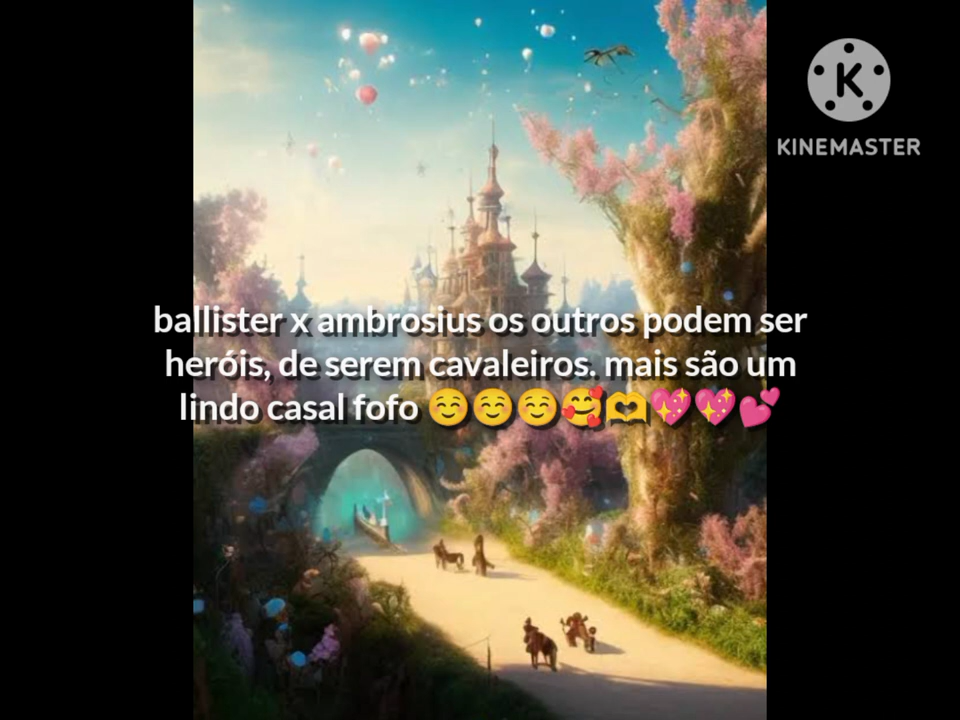 KINEMASTER
ballister x ambrosius os outros podem ser
heróis, de serem cavaleiros. mais são um
lindo casal fofo ☺️☺️☺️🥰🫶💖💖💕